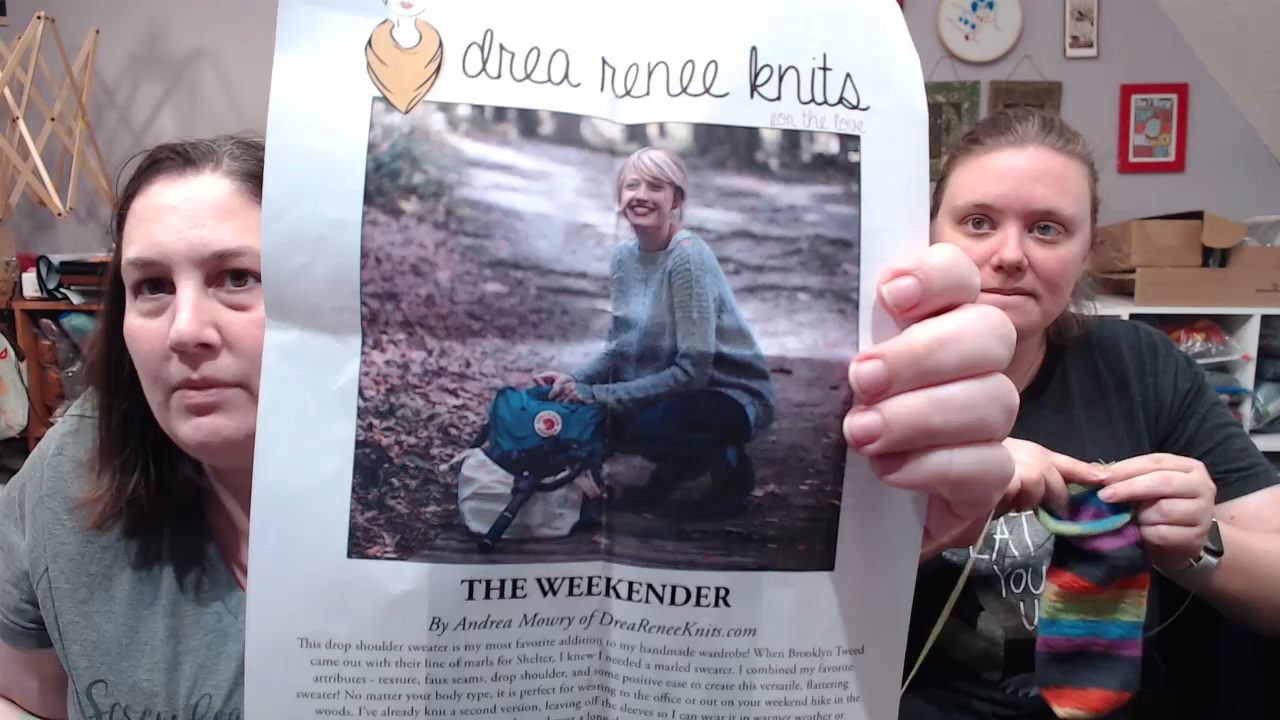 drea renee knits
for the love
THE WEEKENDER
By Andrea Mowry of DreaReneeKnits.com
This drop shoulder sweater is my most favorite addition to my handmade wardrobe! When Brooklyn Tweed
came out with their line of marls for Shelter, I knew I needed a marled sweater. I combined my favorite
attributes - texture, faux seams, drop shoulder, and some positive ease to create this versatile, flattering
sweater! No matter your body type, it is perfect for wearing to the office or out on your weekend hike in the
woods. I've already knit a second version, leaving off the sleeves so I can wear it in warmer weather or
YOU